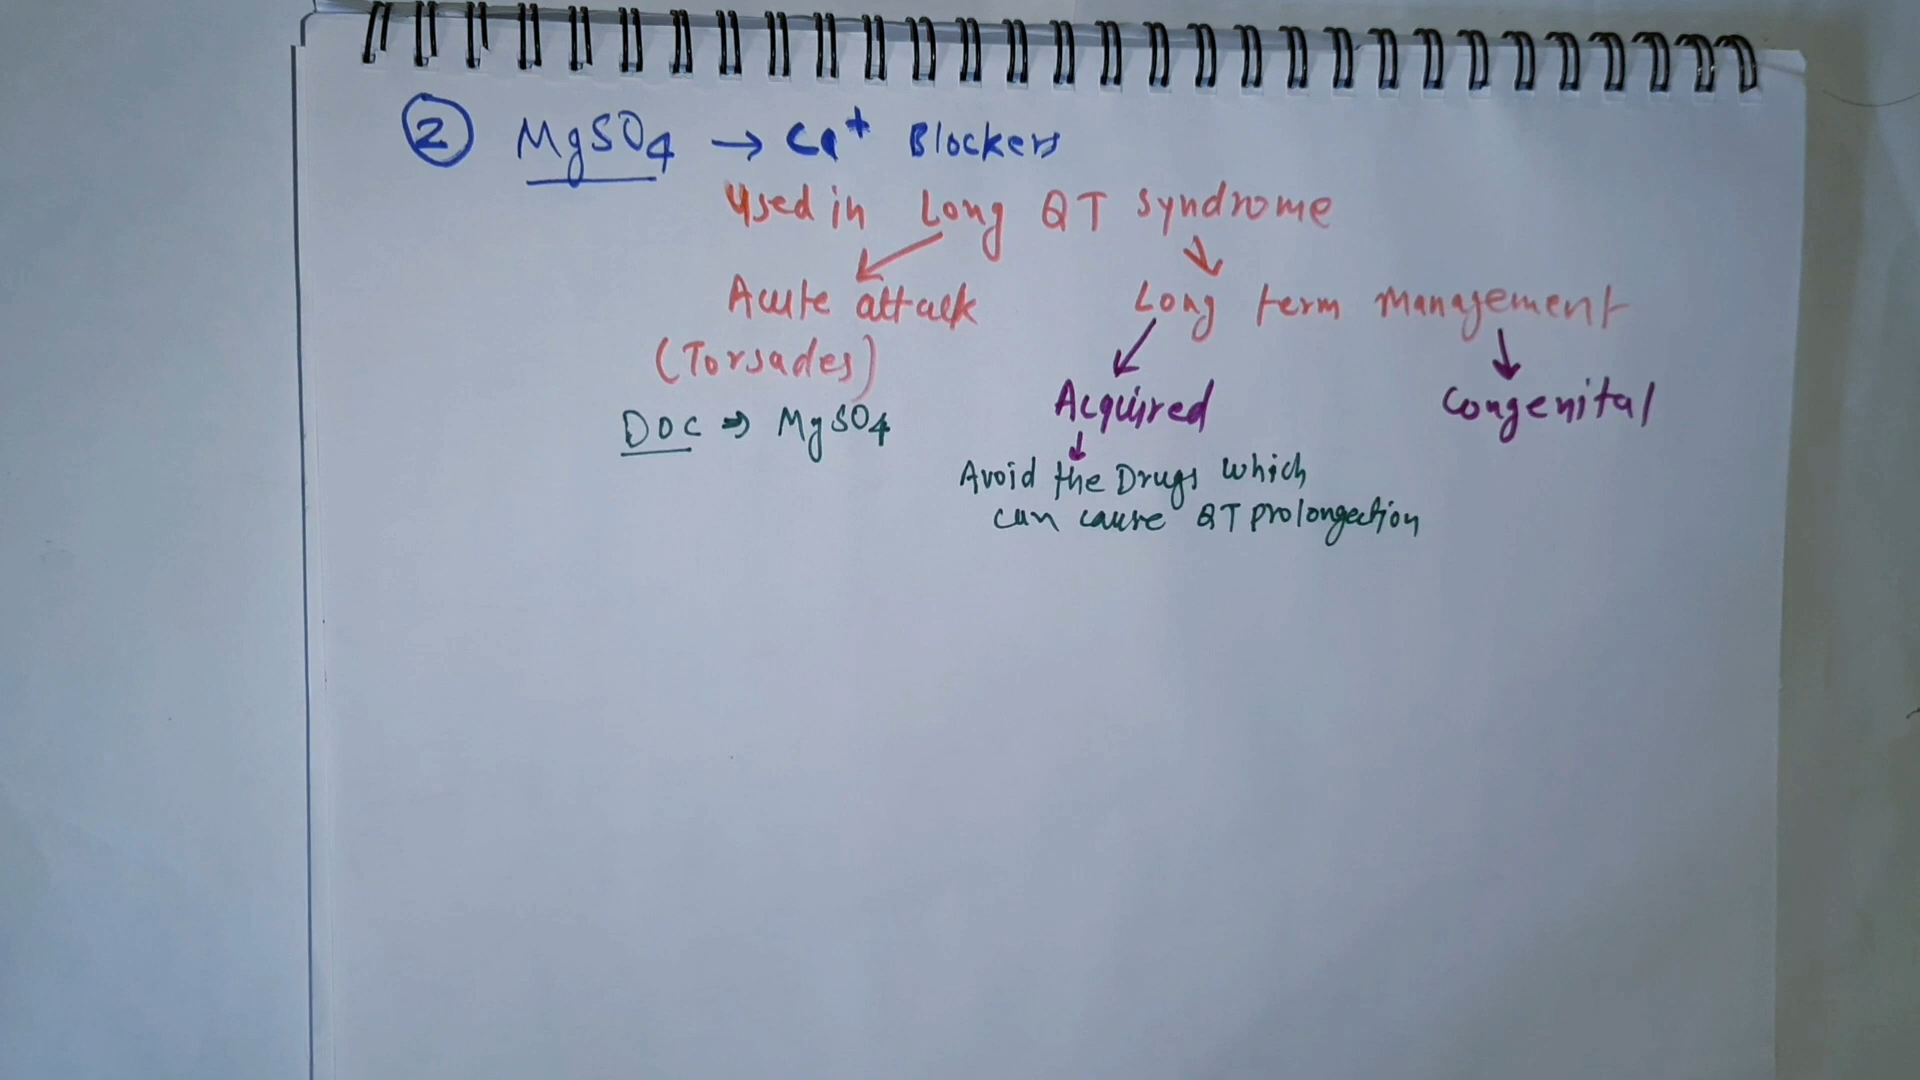 ② MgSO4 → Ca+ Blockers
Used in Long QT syndrome
Acute attack
(Torsades)
DOC ⇒ MgSO4
Long term Management
Acquired
Avoid the Drugs which
can cause QT prolongection
Congenital